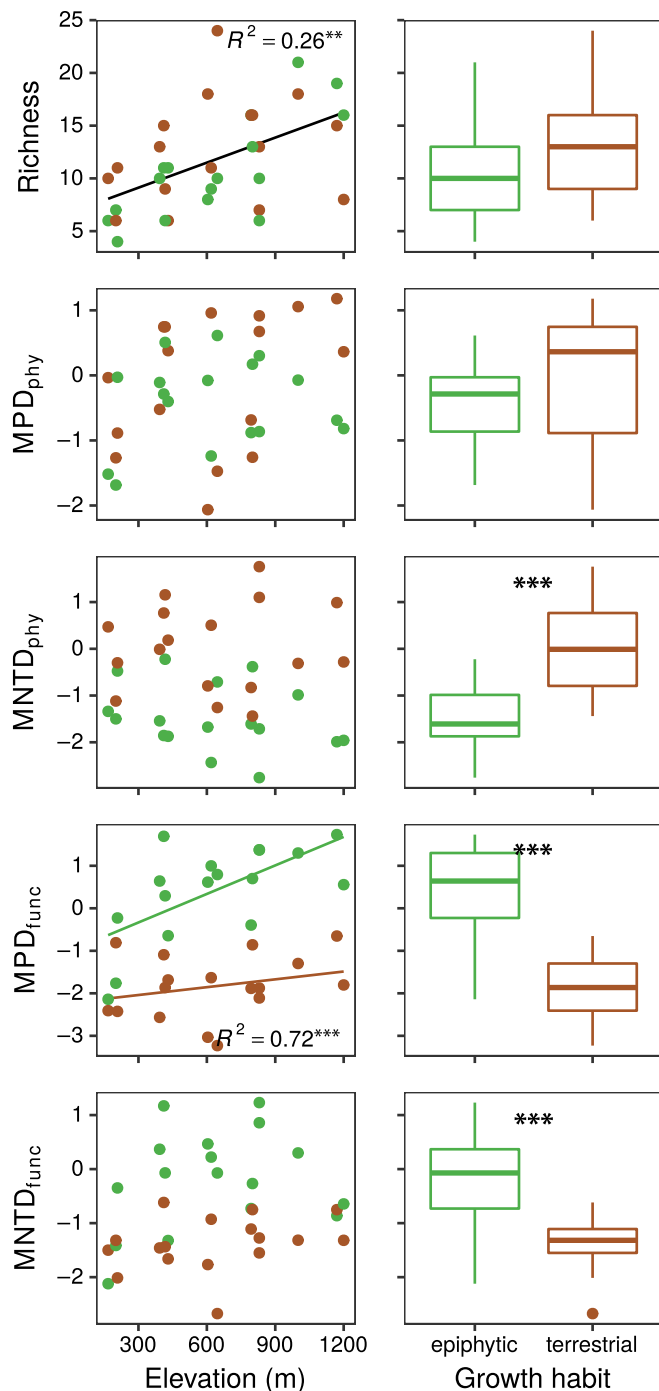 R² = 0.26**
25
20
15
10
5
Richness
1
0
−1
−2
MPDphy
***
1
0
−1
−2
MNTDphy
***
1
0
−1
−2
−3
MPDfunc
R² = 0.72***
***
1
0
−1
−2
MNTDfunc
300 600 900 1200
epiphytic terrestrial
Elevation (m)
Growth habit